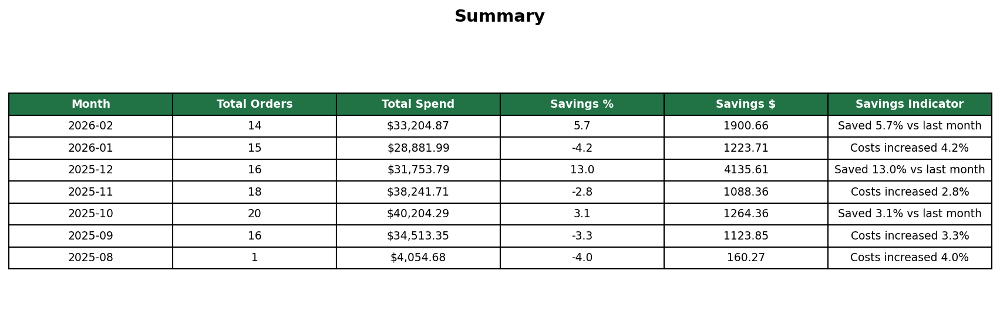 Summary
Month Total Orders Total Spend Savings % Savings $ Savings Indicator
2026-02 14 $33,204.87 5.7 1900.66 Saved 5.7% vs last month
2026-01 15 $28,881.99 -4.2 1223.71 Costs increased 4.2%
2025-12 16 $31,753.79 13.0 4135.61 Saved 13.0% vs last month
2025-11 18 $38,241.71 -2.8 1088.36 Costs increased 2.8%
2025-10 20 $40,204.29 3.1 1264.36 Saved 3.1% vs last month
2025-09 16 $34,513.35 -3.3 1123.85 Costs increased 3.3%
2025-08 1 $4,054.68 -4.0 160.27 Costs increased 4.0%